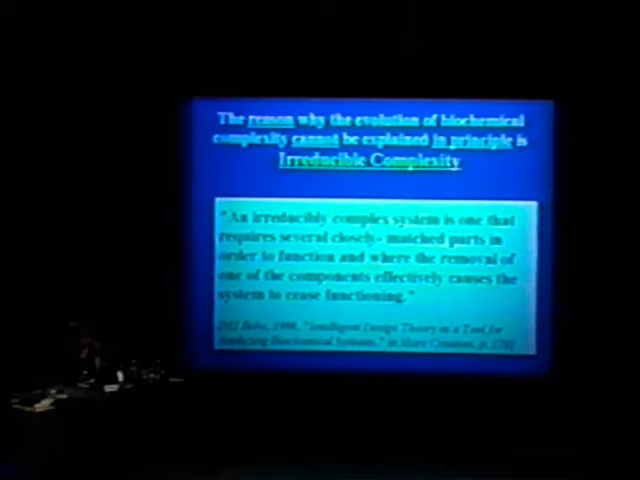 The reason why the evolution of biochemical
complexity cannot be explained in principle is
Irreducible Complexity
"An irreducibly complex system is one that
requires several closely- matched parts in
order to function and where the removal of
one of the components effectively causes the
system to cease functioning."
Behe, 1998, "Intelligent Design Theory as a Tool for
Analyzing Biochemical Systems," in Mere Creation, p.